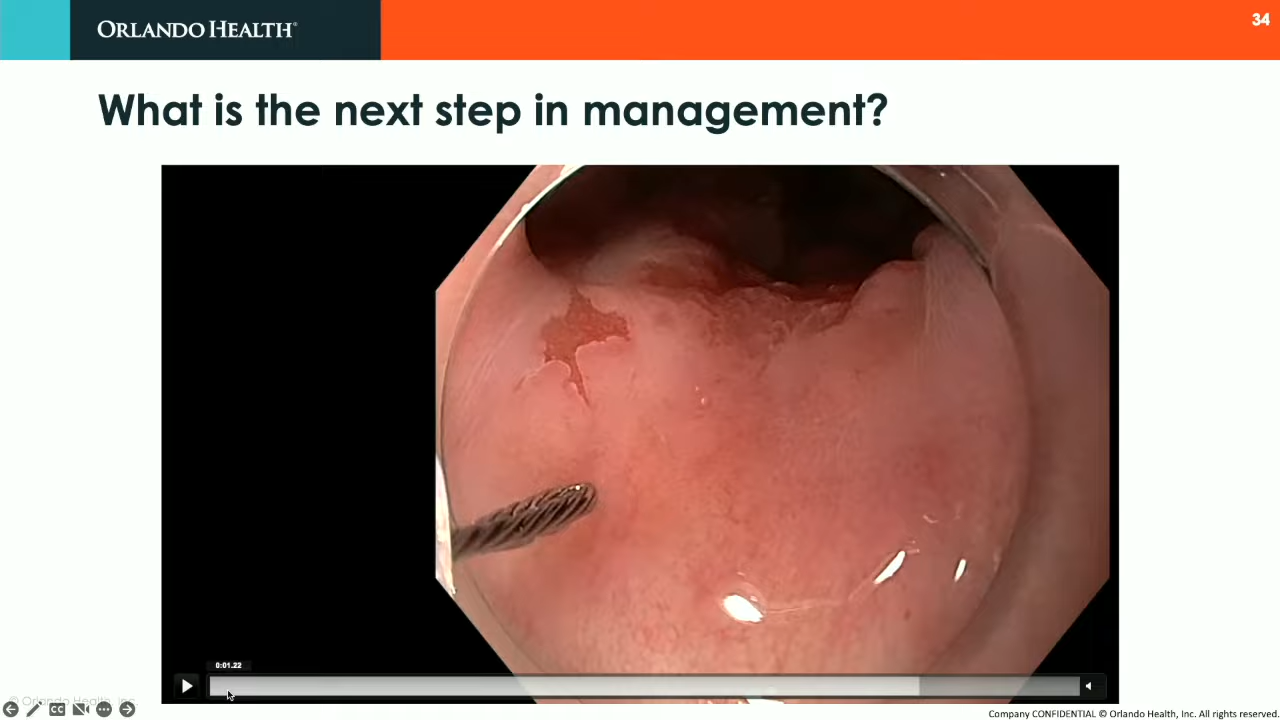 ORLANDO HEALTH®
34
What is the next step in management?
0:01.22
© Orlando Health, Inc.
CC
Company CONFIDENTIAL © Orlando Health, Inc. All rights reserved.